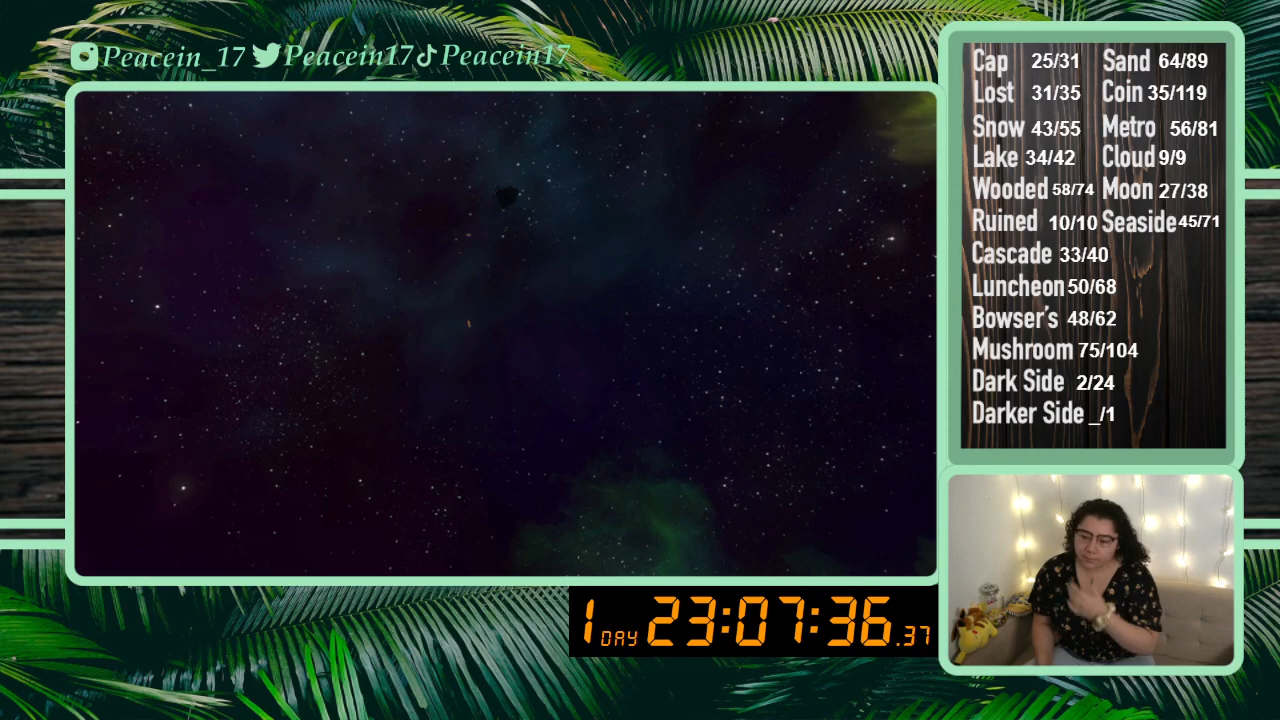 Peacein_17 Peacein17 Peacein17
Cap 25/31 Sand 64/89
Lost 31/35 Coin 35/119
Snow 43/55 Metro 56/81
Lake 34/42 Cloud 9/9
Wooded 58/74 Moon 27/38
Ruined 10/10 Seaside 45/71
Cascade 33/40
Luncheon 50/68
Bowser's 48/62
Mushroom 75/104
Dark Side 2/24
Darker Side _/1
1 DAY 23:07:36.37